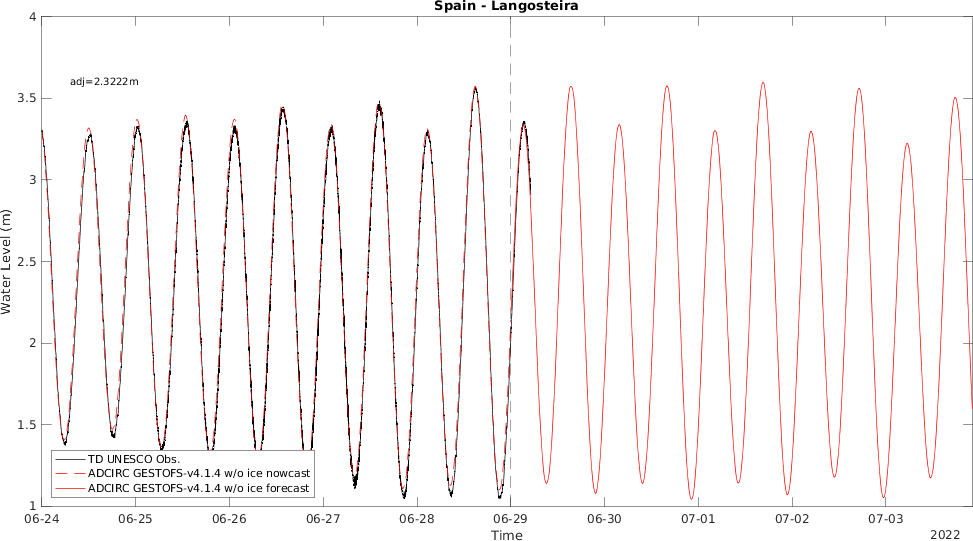 Spain - Langosteira
adj=2.3222m
4
3.5
3
2.5
2
1.5
1
Water Level (m)
TD UNESCO Obs.
ADCIRC GESTOFS-v4.1.4 w/o ice nowcast
ADCIRC GESTOFS-v4.1.4 w/o ice forecast
06-24 06-25 06-26 06-27 06-28 06-29 06-30 07-01 07-02 07-03
Time
2022